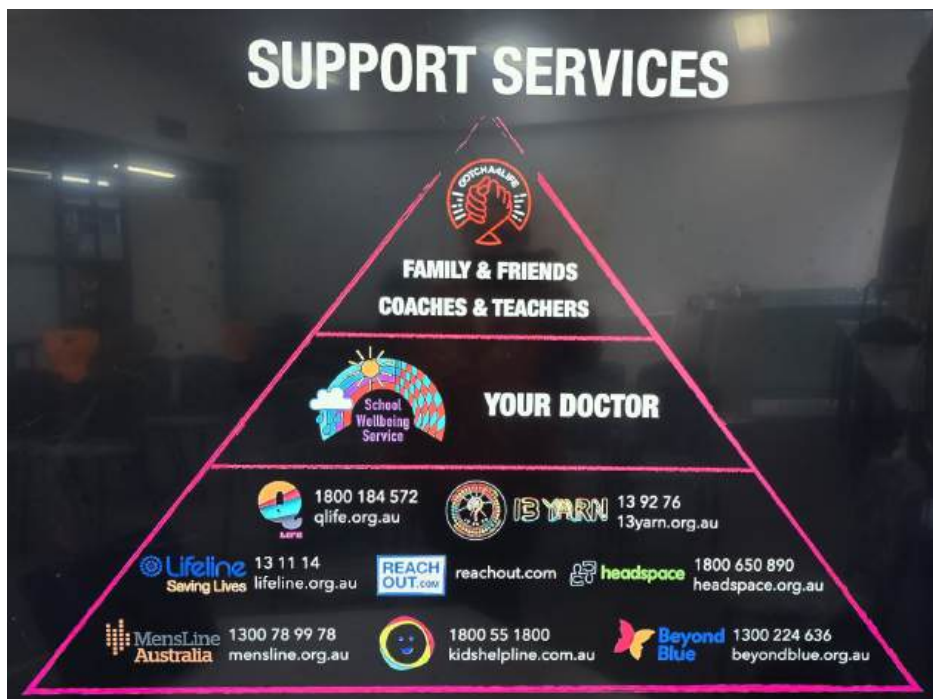 SUPPORT SERVICES
GOTCHA4LIFE
FAMILY & FRIENDS
COACHES & TEACHERS
School
Wellbeing
Service
YOUR DOCTOR
LIFE
1800 184 572
qlife.org.au
13 YARN
13 92 76
13yarn.org.au
Lifeline
Saving Lives
13 11 14
lifeline.org.au
REACH
OUT.COM
reachout.com
headspace
1800 650 890
headspace.org.au
MensLine
Australia
1300 78 99 78
mensline.org.au
1800 55 1800
kidshelpline.com.au
Beyond
Blue
1300 224 636
beyondblue.org.au